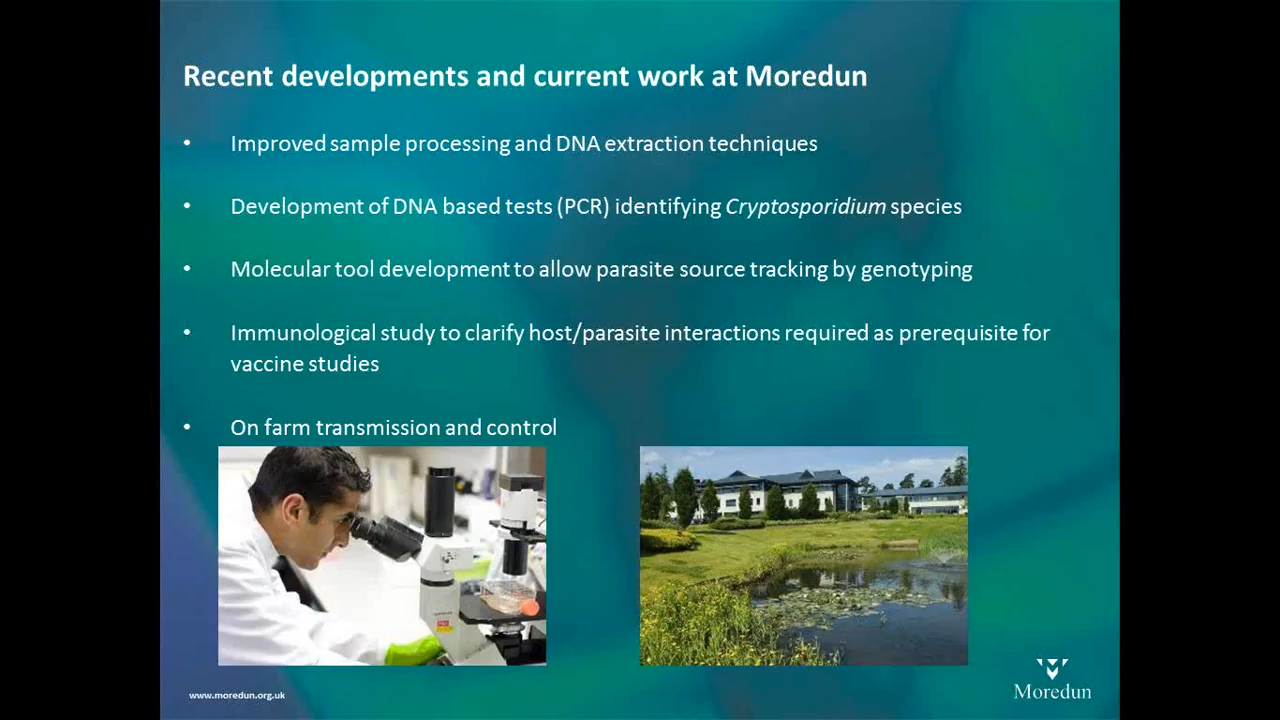 Recent developments and current work at Moredun
• Improved sample processing and DNA extraction techniques
• Development of DNA based tests (PCR) identifying Cryptosporidium species
• Molecular tool development to allow parasite source tracking by genotyping
• Immunological study to clarify host/parasite interactions required as prerequisite for
vaccine studies
• On farm transmission and control
www.moredun.org.uk
Moredun